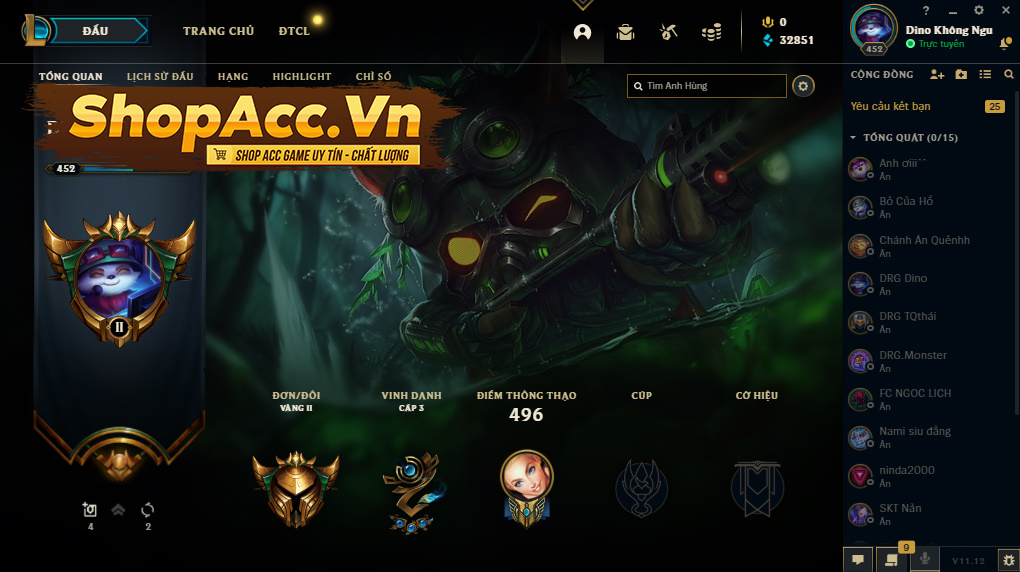 ĐẤU
TRANG CHỦ
ĐTCL
0
32851
452
Dino Không Ngu
Trực tuyến
TỔNG QUAN
LỊCH SỬ ĐẤU
HẠNG
HIGHLIGHT
CHỈ SỐ
Tìm Anh Hùng
ShopAcc.Vn
SHOP ACC GAME UY TÍN - CHẤT LƯỢNG
452
II
ĐƠN/ĐÔI
VÀNG II
VINH DANH
CẤP 3
ĐIỂM THÔNG THẠO
496
CÚP
CỜ HIỆU
4
2
CỘNG ĐỒNG
Yêu cầu kết bạn
25
TỔNG QUÁT (0/15)
Anh ơiii^^
Ẩn
Bố Của Hổ
Ẩn
Chánh Án Quènhh
Ẩn
DRG Dino
Ẩn
DRG TQthái
Ẩn
DRG.Monster
Ẩn
FC NGOC LICH
Ẩn
Nami siu đẳng
Ẩn
ninda2000
Ẩn
SKT Nản
Ẩn
9
V11.12